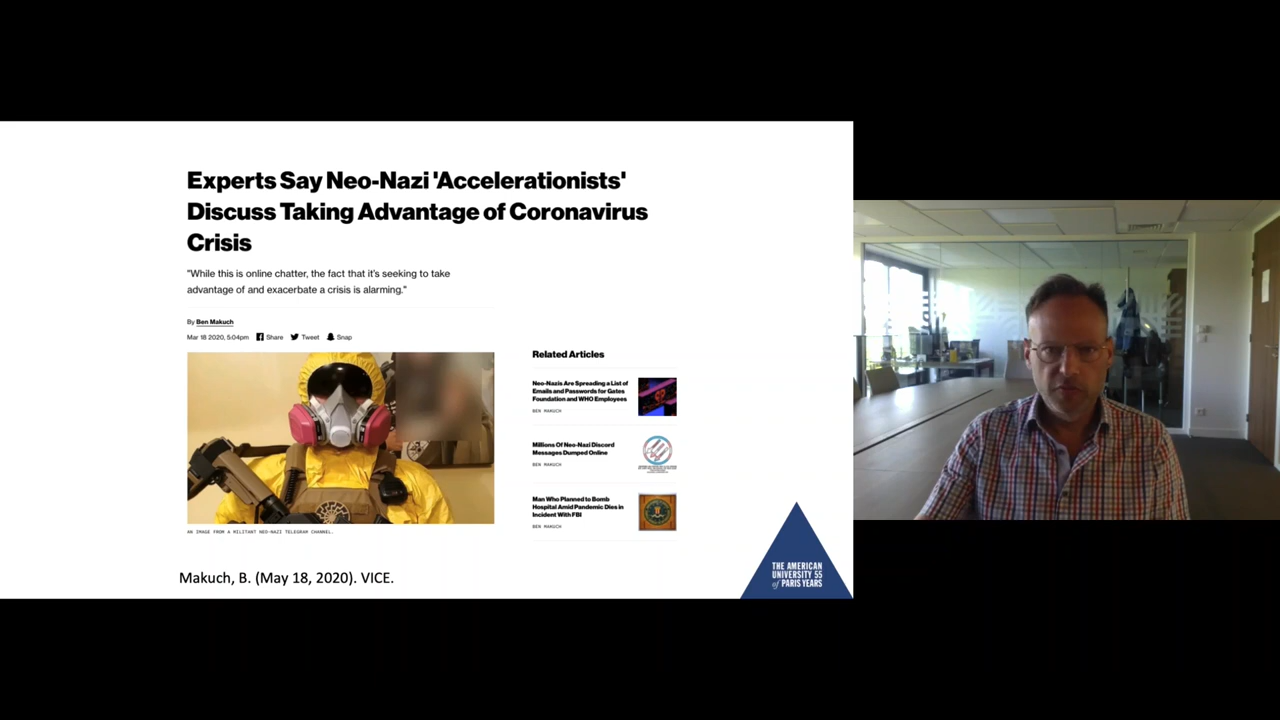 Experts Say Neo-Nazi 'Accelerationists'
Discuss Taking Advantage of Coronavirus
Crisis
"While this is online chatter, the fact that it's seeking to take
advantage of and exacerbate a crisis is alarming."
By Ben Makuch
Mar 18 2020, 5:04pm Share Tweet Snap
AN IMAGE FROM A MILITANT NEO-NAZI TELEGRAM CHANNEL.
Related Articles
Neo-Nazis Are Spreading a List of
Emails and Passwords for Gates
Foundation and WHO Employees
BEN MAKUCH
Millions Of Neo-Nazi Discord
Messages Dumped Online
BEN MAKUCH
Man Who Planned to Bomb
Hospital Amid Pandemic Dies in
Incident With FBI
BEN MAKUCH
Makuch, B. (May 18, 2020). VICE.
THE AMERICAN
UNIVERSITY 55
of PARIS YEARS